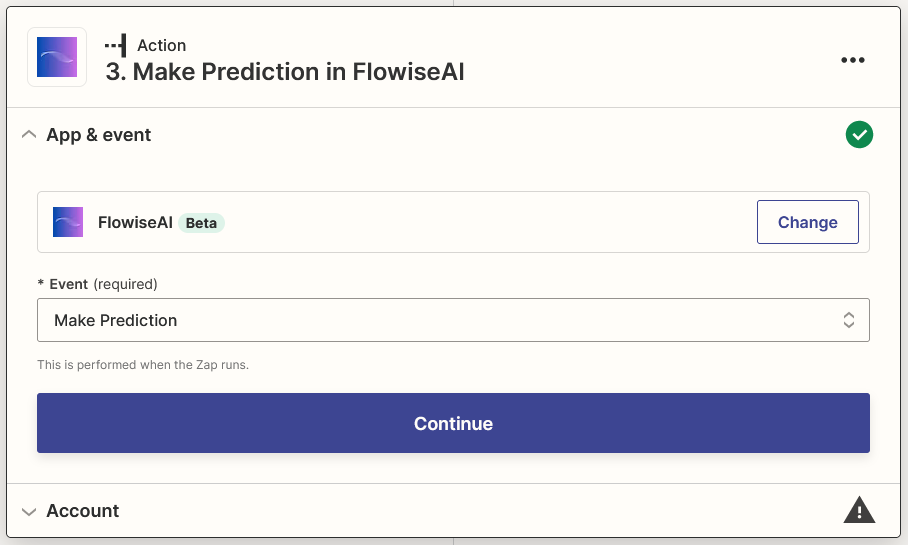 Action
3. Make Prediction in FlowiseAI
App & event
FlowiseAI Beta
Change
* Event (required)
Make Prediction
This is performed when the Zap runs.
Continue
Account